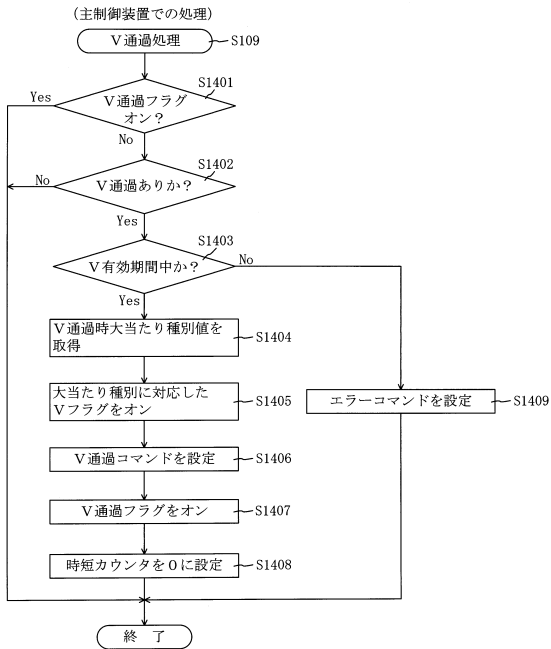 (主制御装置での処理)
V通過処理
S109
S1401
Yes
V通過フラグ
オン?
No
S1402
No
V通過ありか?
Yes
S1403
V有効期間中か?
No
Yes
V通過時大当たり種別値を
取得
S1404
大当たり種別に対応した
Vフラグをオン
S1405
エラーコマンドを設定
S1409
V通過コマンドを設定
S1406
V通過フラグをオン
S1407
時短カウンタを0に設定
S1408
終 了